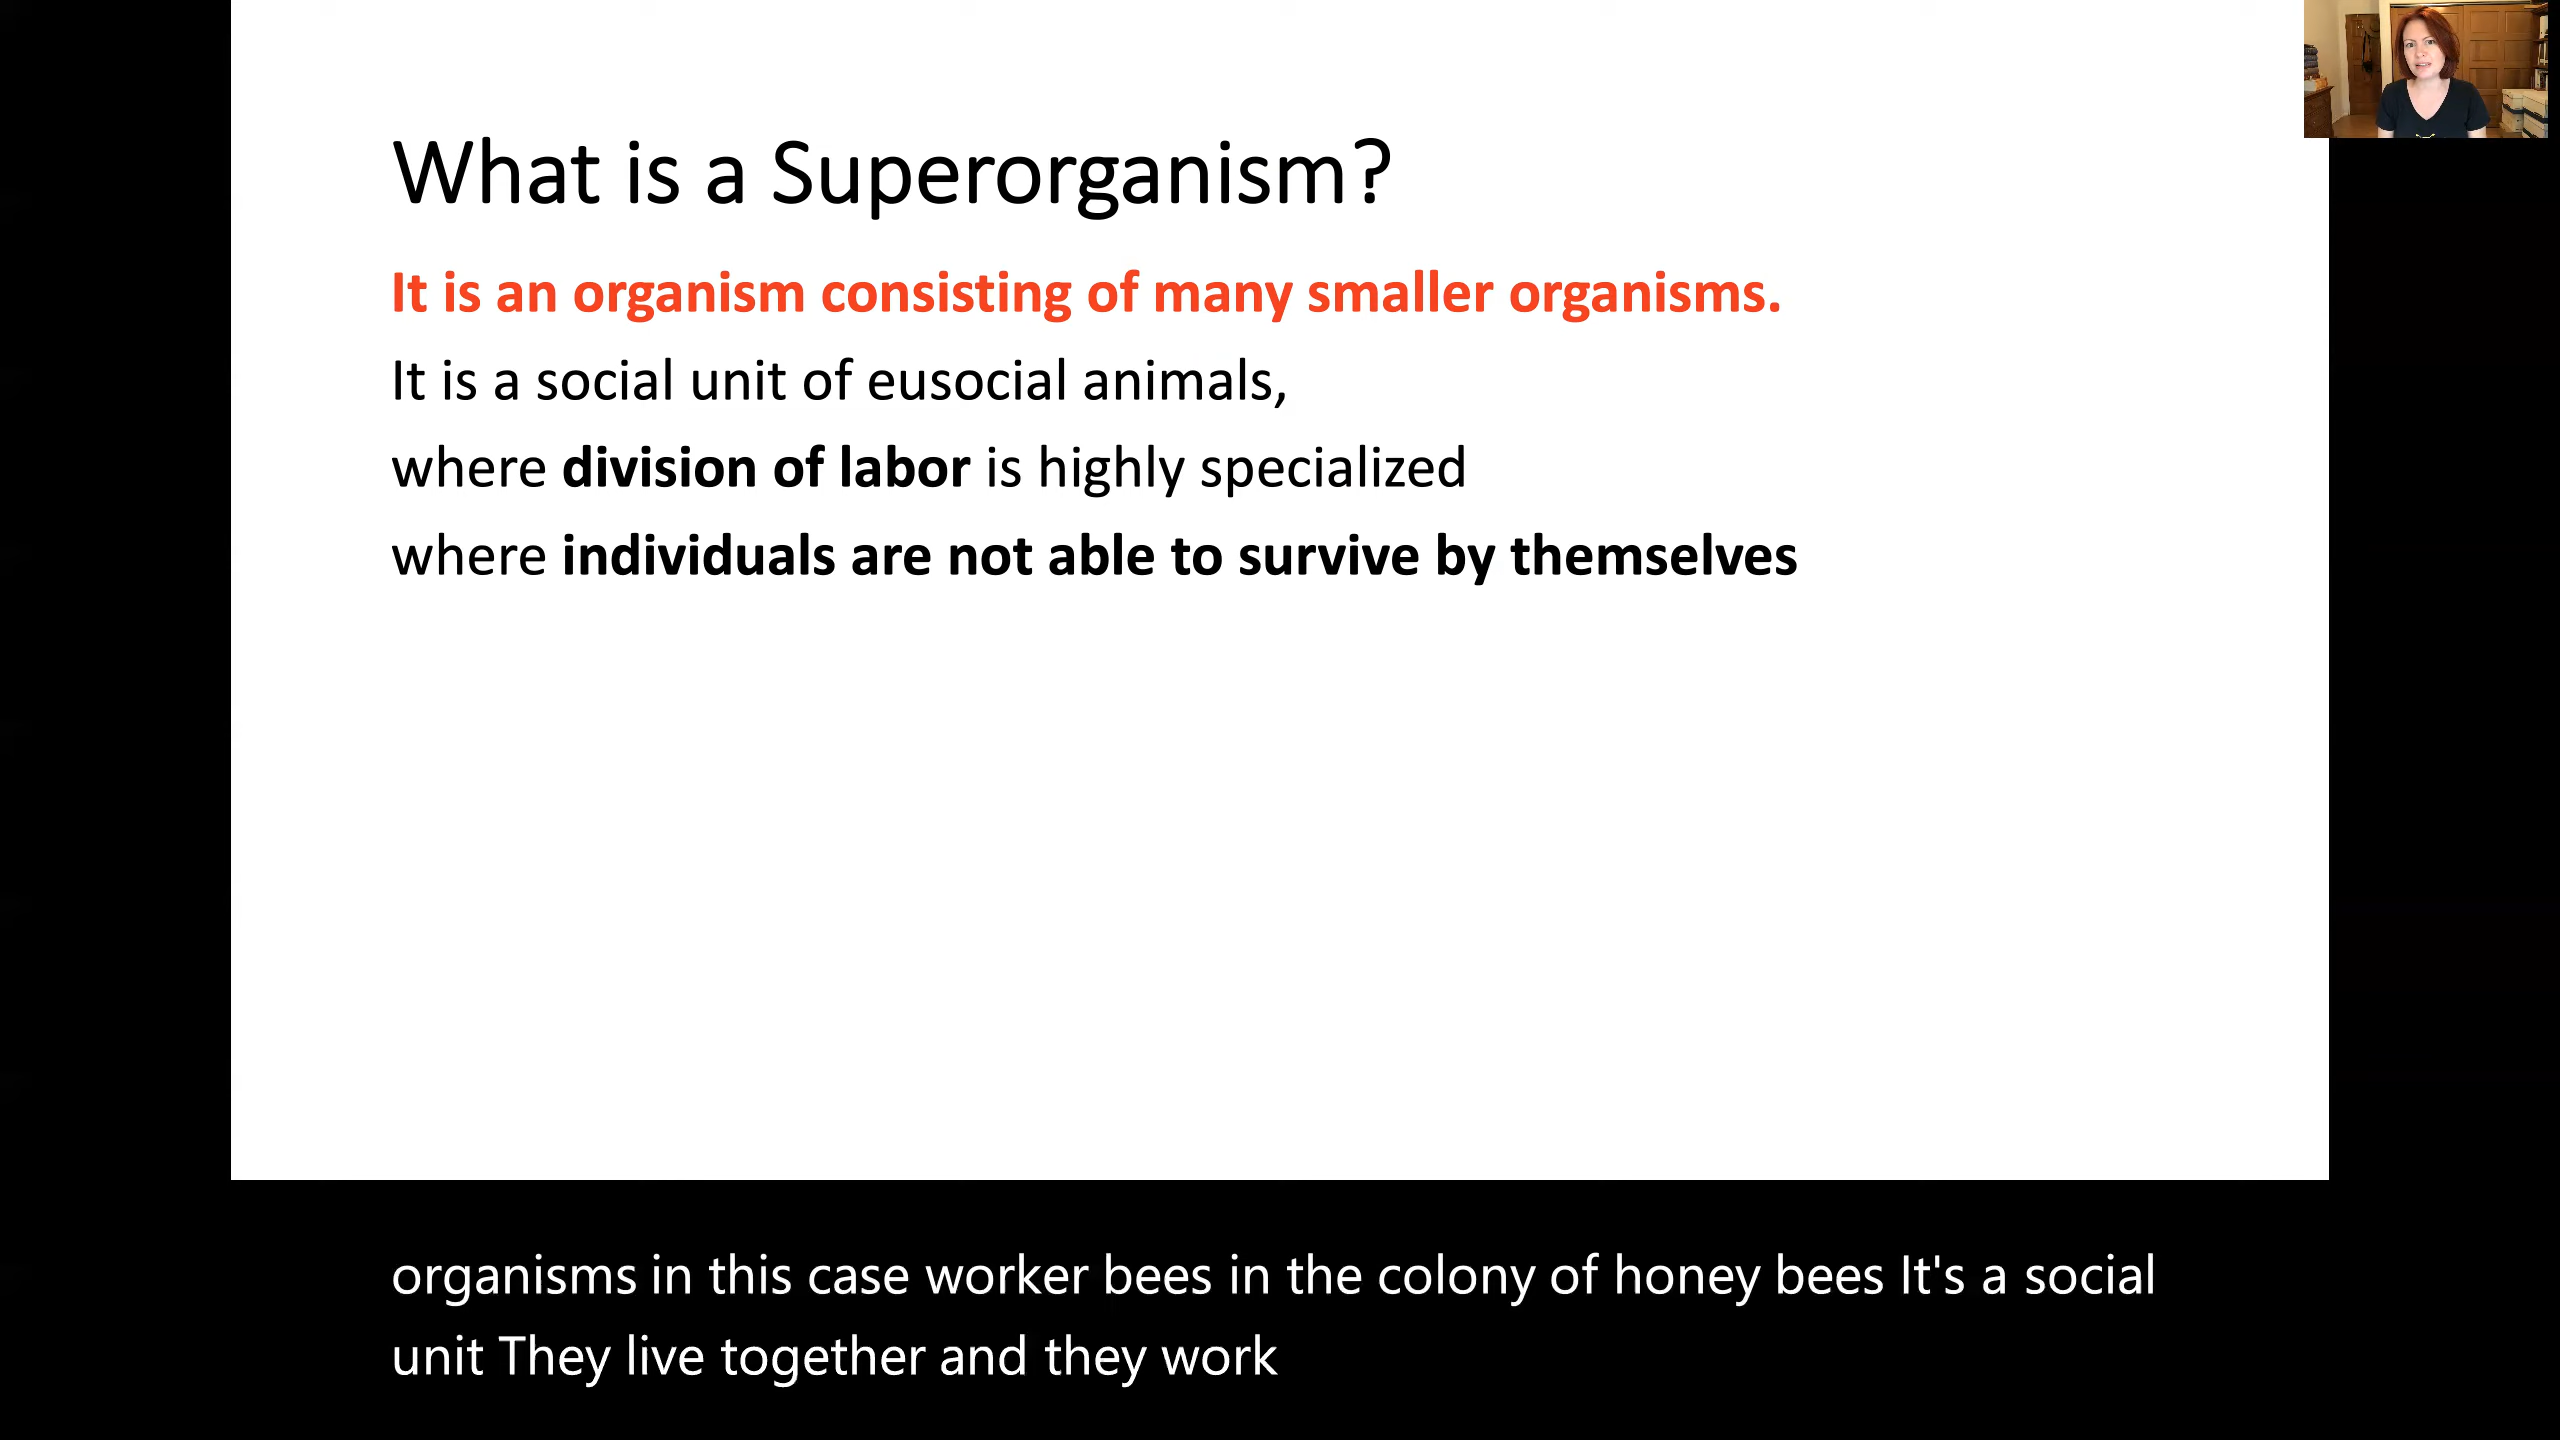 What is a Superorganism?
It is an organism consisting of many smaller organisms.
It is a social unit of eusocial animals,
where division of labor is highly specialized
where individuals are not able to survive by themselves
organisms in this case worker bees in the colony of honey bees It's a social
unit They live together and they work